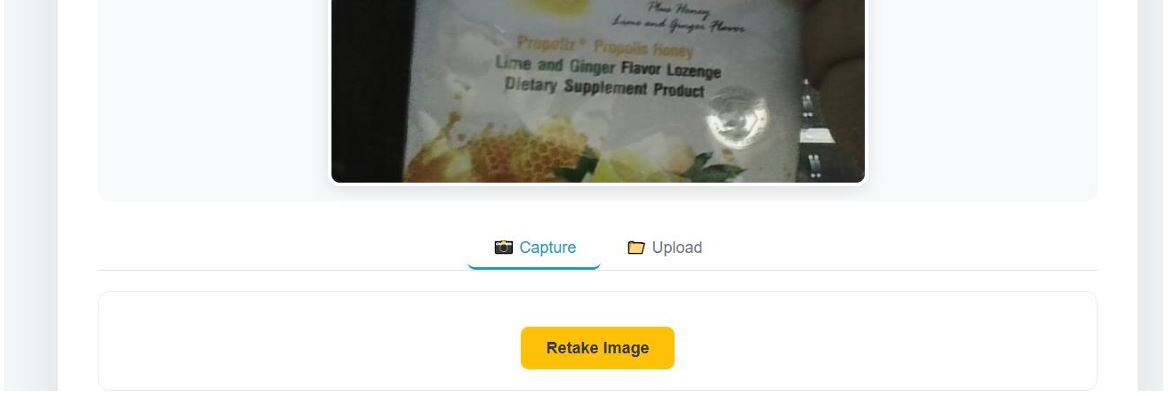 Plus Honey
Lime and Ginger Flavor
Propoliz® Propolis Honey
Lime and Ginger Flavor Lozenge
Dietary Supplement Product
Capture
Upload
Retake Image